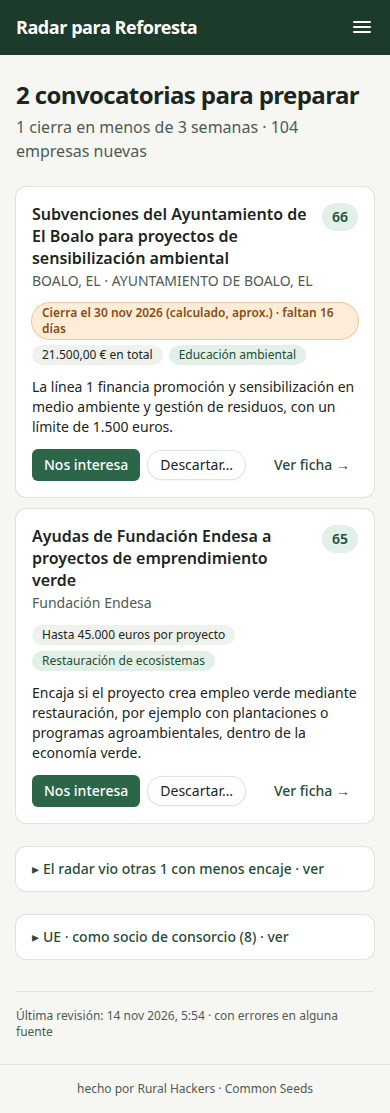 Radar para Reforesta
2 convocatorias para preparar
1 cierra en menos de 3 semanas · 104
empresas nuevas
Subvenciones del Ayuntamiento de
El Boalo para proyectos de
sensibilización ambiental
66
BOALO, EL · AYUNTAMIENTO DE BOALO, EL
Cierra el 30 nov 2026 (calculado, aprox.) · faltan 16
días
21.500,00 € en total
Educación ambiental
La línea 1 financia promoción y sensibilización en
medio ambiente y gestión de residuos, con un
límite de 1.500 euros.
Nos interesa
Descartar...
Ver ficha →
Ayudas de Fundación Endesa a
proyectos de emprendimiento
verde
65
Fundación Endesa
Hasta 45.000 euros por proyecto
Restauración de ecosistemas
Encaja si el proyecto crea empleo verde mediante
restauración, por ejemplo con plantaciones o
programas agroambientales, dentro de la
economía verde.
Nos interesa
Descartar...
Ver ficha →
▸ El radar vio otras 1 con menos encaje · ver
▸ UE · como socio de consorcio (8) · ver
Última revisión: 14 nov 2026, 5:54 · con errores en alguna
fuente
hecho por Rural Hackers · Common Seeds